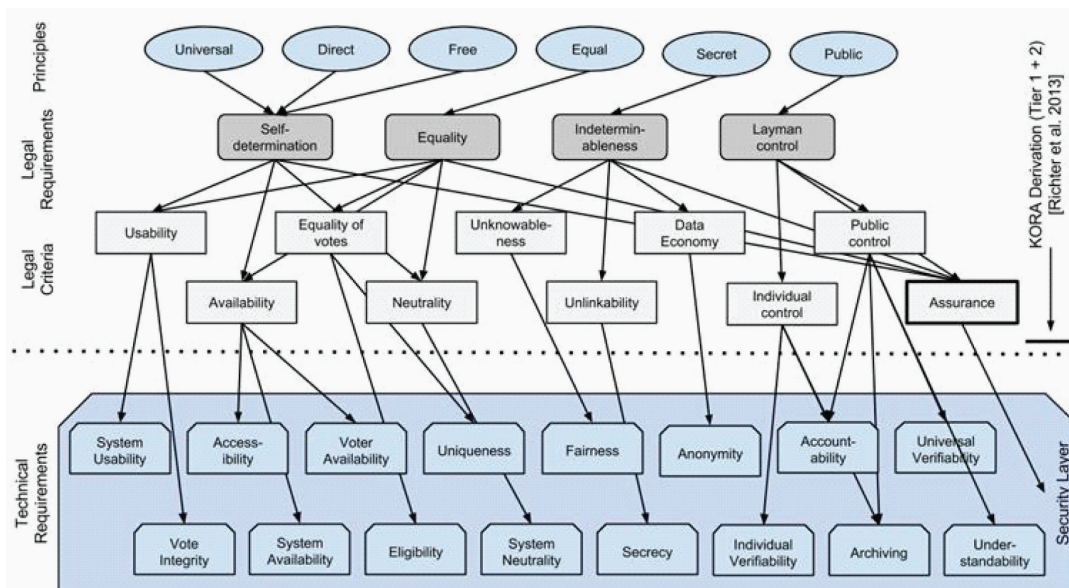 Principles
Universal
Direct
Free
Equal
Secret
Public
KORA Derivation (Tier 1 + 2)
[Richter et al. 2013]
Legal
Requirements
Self-
determination
Equality
Indetermin-
ableness
Layman
control
Legal
Criteria
Usability
Equality of
votes
Unknowable-
ness
Data
Economy
Public
control
Availability
Neutrality
Unlinkability
Individual
control
Assurance
Technical
Requirements
System
Usability
Access-
ibility
Voter
Availability
Uniqueness
Fairness
Anonymity
Account-
ability
Universal
Verifiability
Security Layer
Vote
Integrity
System
Availability
Eligibility
System
Neutrality
Secrecy
Individual
Verifiability
Archiving
Under-
standability